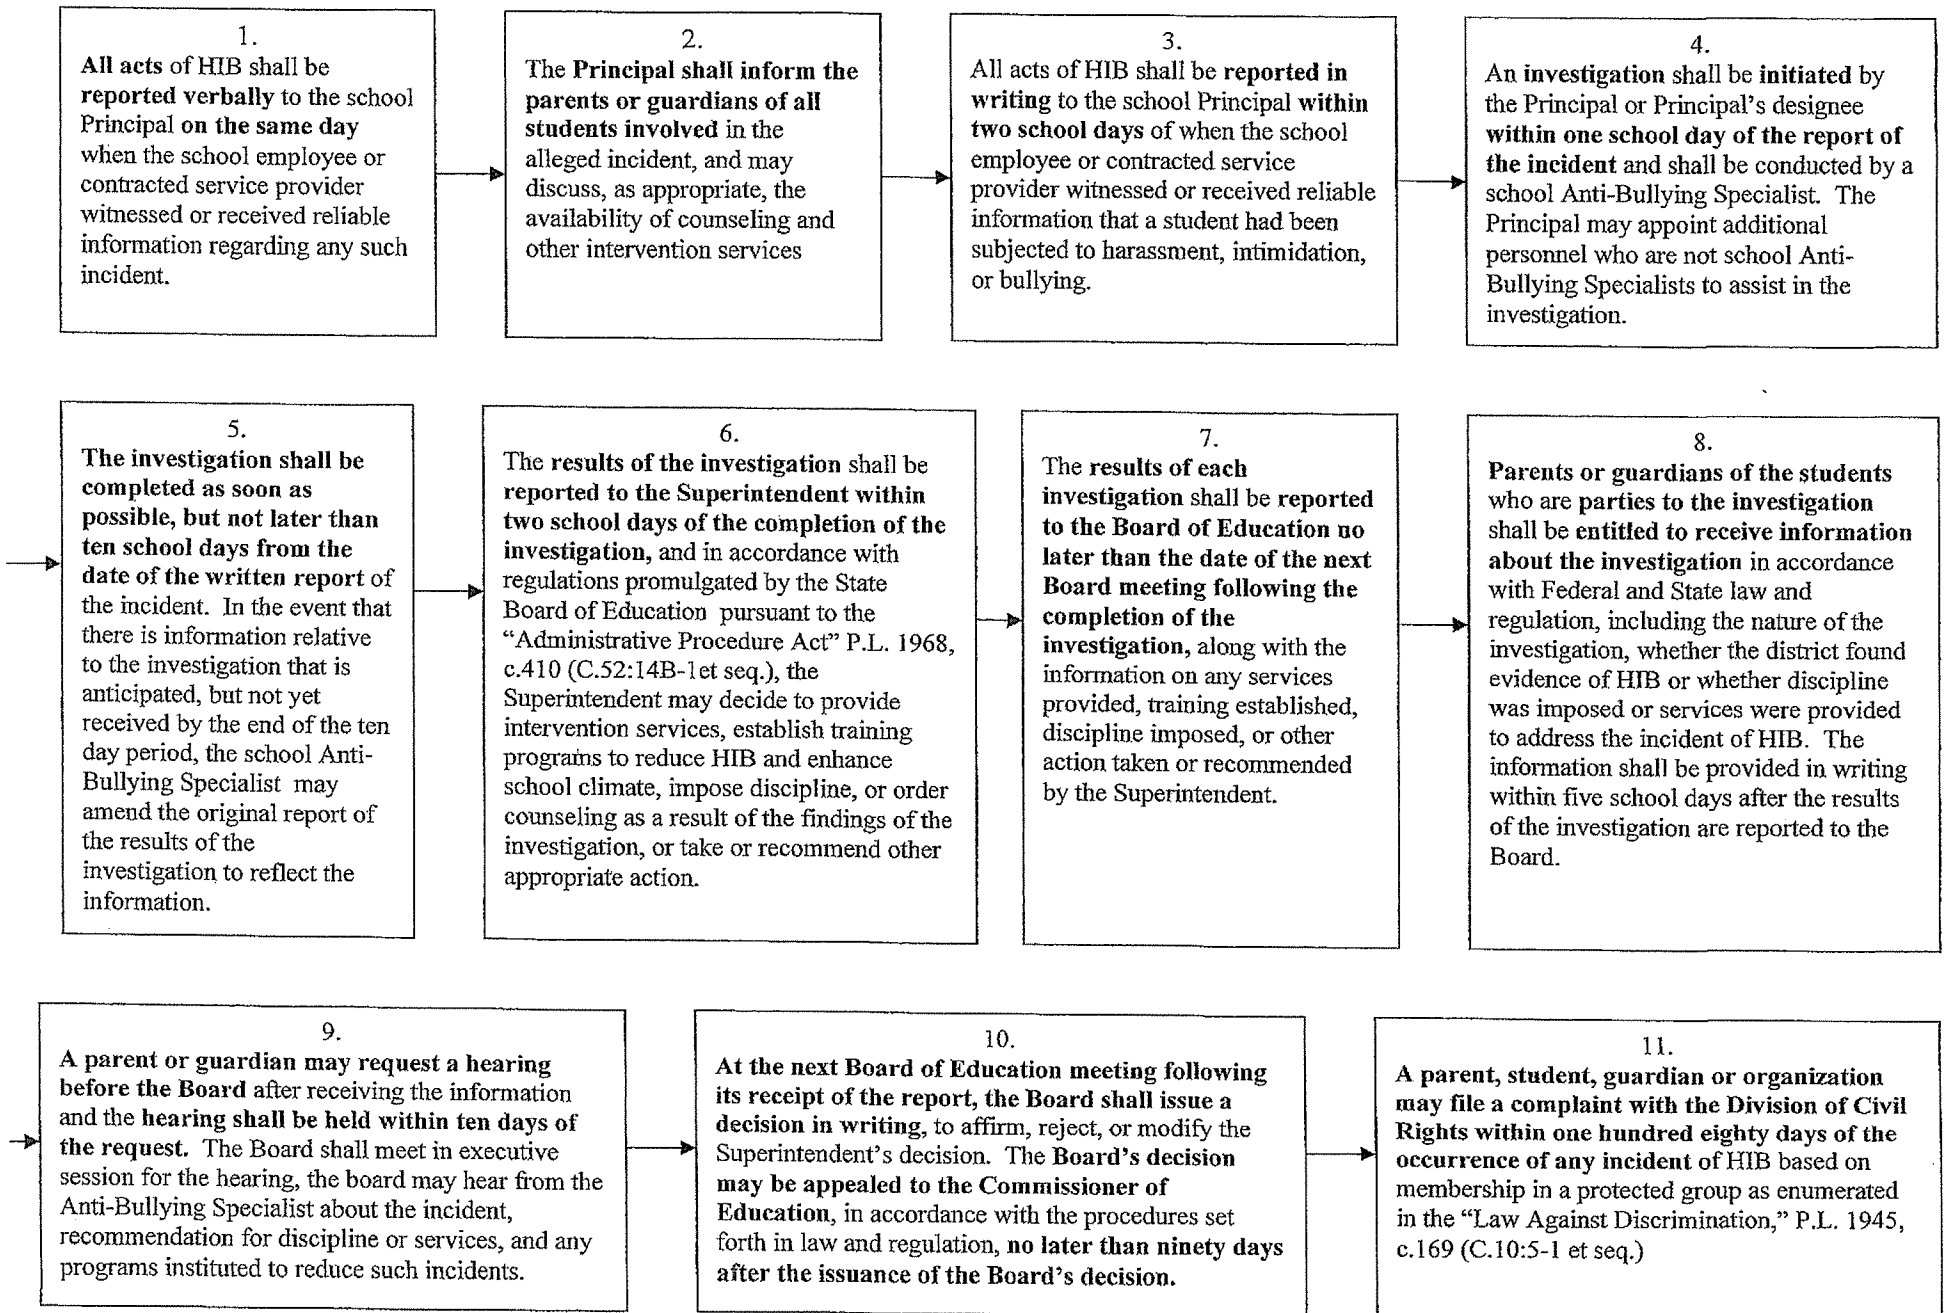 1.
All acts of HIB shall be
reported verbally to the school
Principal on the same day
when the school employee or
contracted service provider
witnessed or received reliable
information regarding any such
incident.
2.
The Principal shall inform the
parents or guardians of all
students involved in the
alleged incident, and may
discuss, as appropriate, the
availability of counseling and
other intervention services
3.
All acts of HIB shall be reported in
writing to the school Principal within
two school days of when the school
employee or contracted service
provider witnessed or received reliable
information that a student had been
subjected to harassment, intimidation,
or bullying.
4.
An investigation shall be initiated by
the Principal or Principal's designee
within one school day of the report of
the incident and shall be conducted by a
school Anti-Bullying Specialist. The
Principal may appoint additional
personnel who are not school Anti-
Bullying Specialists to assist in the
investigation.
5.
The investigation shall be
completed as soon as
possible, but not later than
ten school days from the
date of the written report of
the incident. In the event that
there is information relative
to the investigation that is
anticipated, but not yet
received by the end of the ten
day period, the school Anti-
Bullying Specialist may
amend the original report of
the results of the
investigation to reflect the
information.
6.
The results of the investigation shall be
reported to the Superintendent within
two school days of the completion of the
investigation, and in accordance with
regulations promulgated by the State
Board of Education pursuant to the
"Administrative Procedure Act" P.L. 1968,
c.410 (C.52:14B-1et seq.), the
Superintendent may decide to provide
intervention services, establish training
programs to reduce HIB and enhance
school climate, impose discipline, or order
counseling as a result of the findings of the
investigation, or take or recommend other
appropriate action.
7.
The results of each
investigation shall be reported
to the Board of Education no
later than the date of the next
Board meeting following the
completion of the
investigation, along with the
information on any services
provided, training established,
discipline imposed, or other
action taken or recommended
by the Superintendent.
8.
Parents or guardians of the students
who are parties to the investigation
shall be entitled to receive information
about the investigation in accordance
with Federal and State law and
regulation, including the nature of the
investigation, whether the district found
evidence of HIB or whether discipline
was imposed or services were provided
to address the incident of HIB. The
information shall be provided in writing
within five school days after the results
of the investigation are reported to the
Board.
9.
A parent or guardian may request a hearing
before the Board after receiving the information
and the hearing shall be held within ten days of
the request. The Board shall meet in executive
session for the hearing, the board may hear from the
Anti-Bullying Specialist about the incident,
recommendation for discipline or services, and any
programs instituted to reduce such incidents.
10.
At the next Board of Education meeting following
its receipt of the report, the Board shall issue a
decision in writing, to affirm, reject, or modify the
Superintendent's decision. The Board's decision
may be appealed to the Commissioner of
Education, in accordance with the procedures set
forth in law and regulation, no later than ninety days
after the issuance of the Board's decision.
11.
A parent, student, guardian or organization
may file a complaint with the Division of Civil
Rights within one hundred eighty days of the
occurrence of any incident of HIB based on
membership in a protected group as enumerated
in the "Law Against Discrimination," P.L. 1945,
c.169 (C.10:5-1 et seq.)